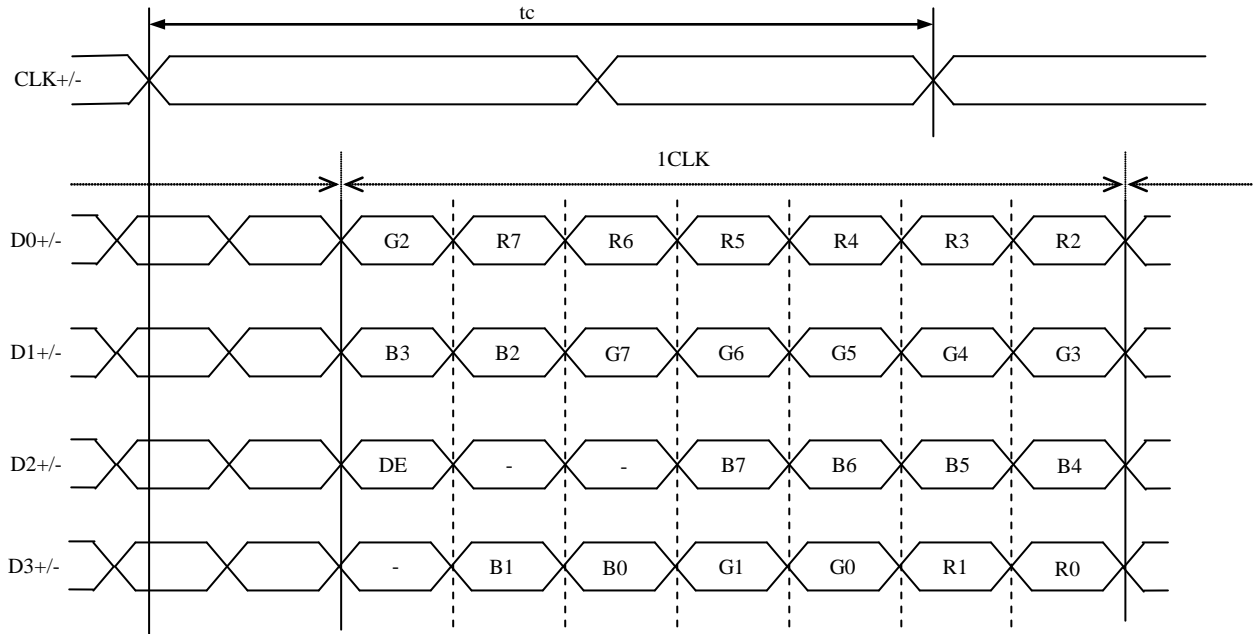 tc
CLK+/-
1CLK
D0+/- G2 R7 R6 R5 R4 R3 R2
D1+/- B3 B2 G7 G6 G5 G4 G3
D2+/- DE - - B7 B6 B5 B4
D3+/- - B1 B0 G1 G0 R1 R0